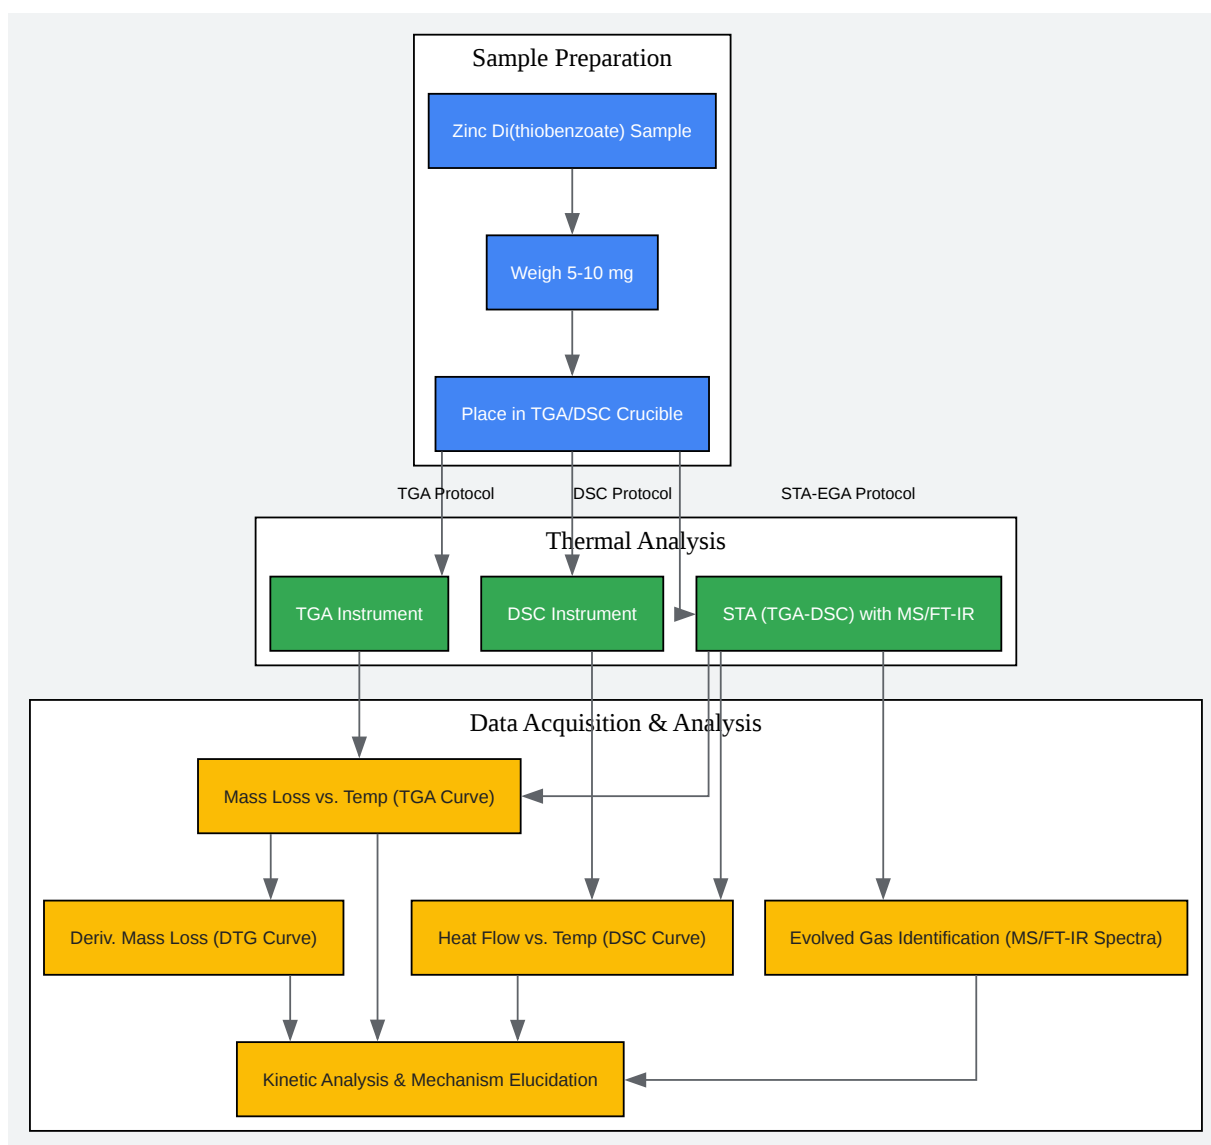 Sample Preparation
Zinc Di(thiobenzoate) Sample
Weigh 5-10 mg
Place in TGA/DSC Crucible
TGA Protocol
DSC Protocol
STA-EGA Protocol
Thermal Analysis
TGA Instrument
DSC Instrument
STA (TGA-DSC) with MS/FT-IR
Data Acquisition & Analysis
Mass Loss vs. Temp (TGA Curve)
Deriv. Mass Loss (DTG Curve)
Heat Flow vs. Temp (DSC Curve)
Evolved Gas Identification (MS/FT-IR Spectra)
Kinetic Analysis & Mechanism Elucidation